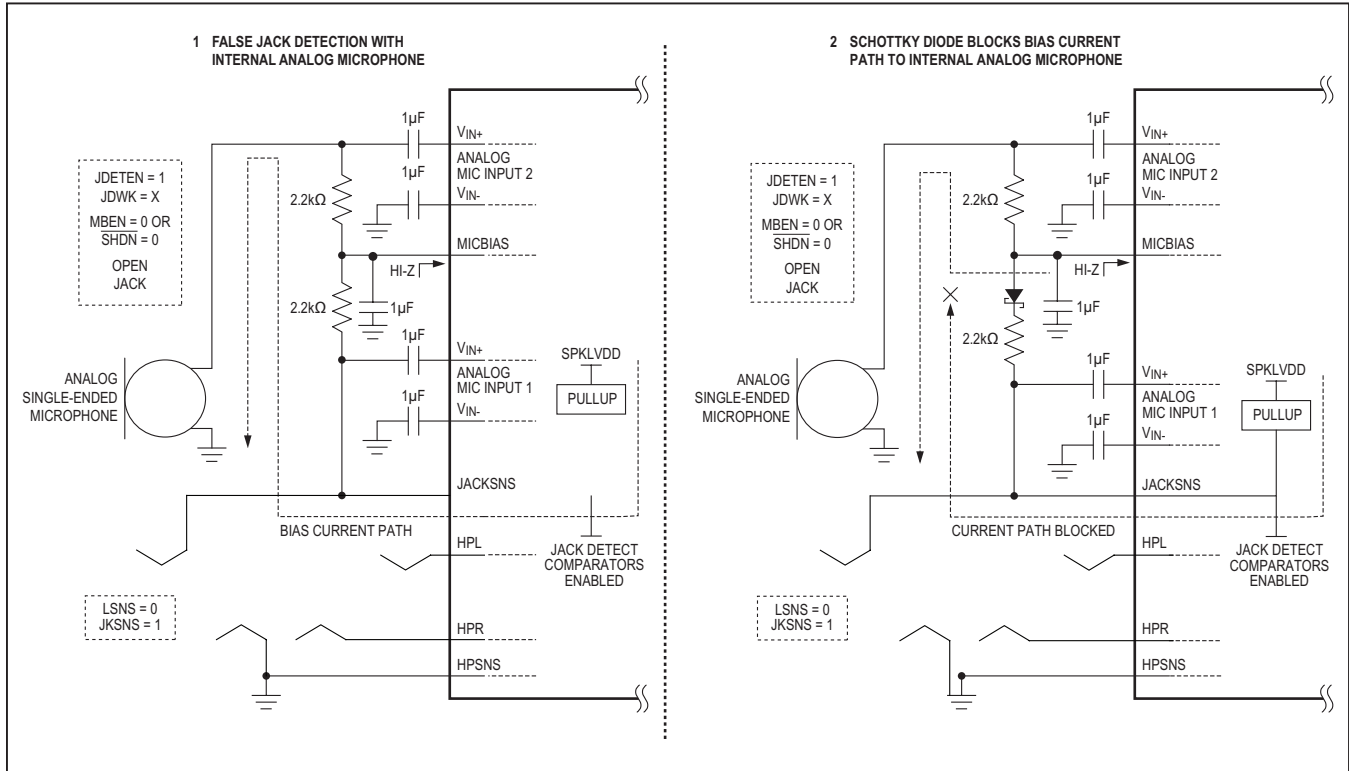 1 FALSE JACK DETECTION WITH
INTERNAL ANALOG MICROPHONE
JDETEN = 1
JDWK = X
MBEN = 0 OR
SHDN = 0
OPEN
JACK
1µF
VIN+
ANALOG
MIC INPUT 2
1µF
VIN-
2.2kΩ
MICBIAS
HI-Z
1µF
2.2kΩ
1µF
VIN+
ANALOG
MIC INPUT 1
1µF
VIN-
SPKLVDD
PULLUP
ANALOG
SINGLE-ENDED
MICROPHONE
JACKSNS
BIAS CURRENT PATH
HPL
JACK DETECT
COMPARATORS
ENABLED
LSNS = 0
JKSNS = 1
HPR
HPSNS
2 SCHOTTKY DIODE BLOCKS BIAS CURRENT
PATH TO INTERNAL ANALOG MICROPHONE
JDETEN = 1
JDWK = X
MBEN = 0 OR
SHDN = 0
OPEN
JACK
1µF
VIN+
ANALOG
MIC INPUT 2
1µF
VIN-
2.2kΩ
MICBIAS
HI-Z
1µF
2.2kΩ
1µF
VIN+
ANALOG
MIC INPUT 1
1µF
VIN-
SPKLVDD
PULLUP
ANALOG
SINGLE-ENDED
MICROPHONE
JACKSNS
CURRENT PATH BLOCKED
HPL
JACK DETECT
COMPARATORS
ENABLED
LSNS = 0
JKSNS = 1
HPR
HPSNS